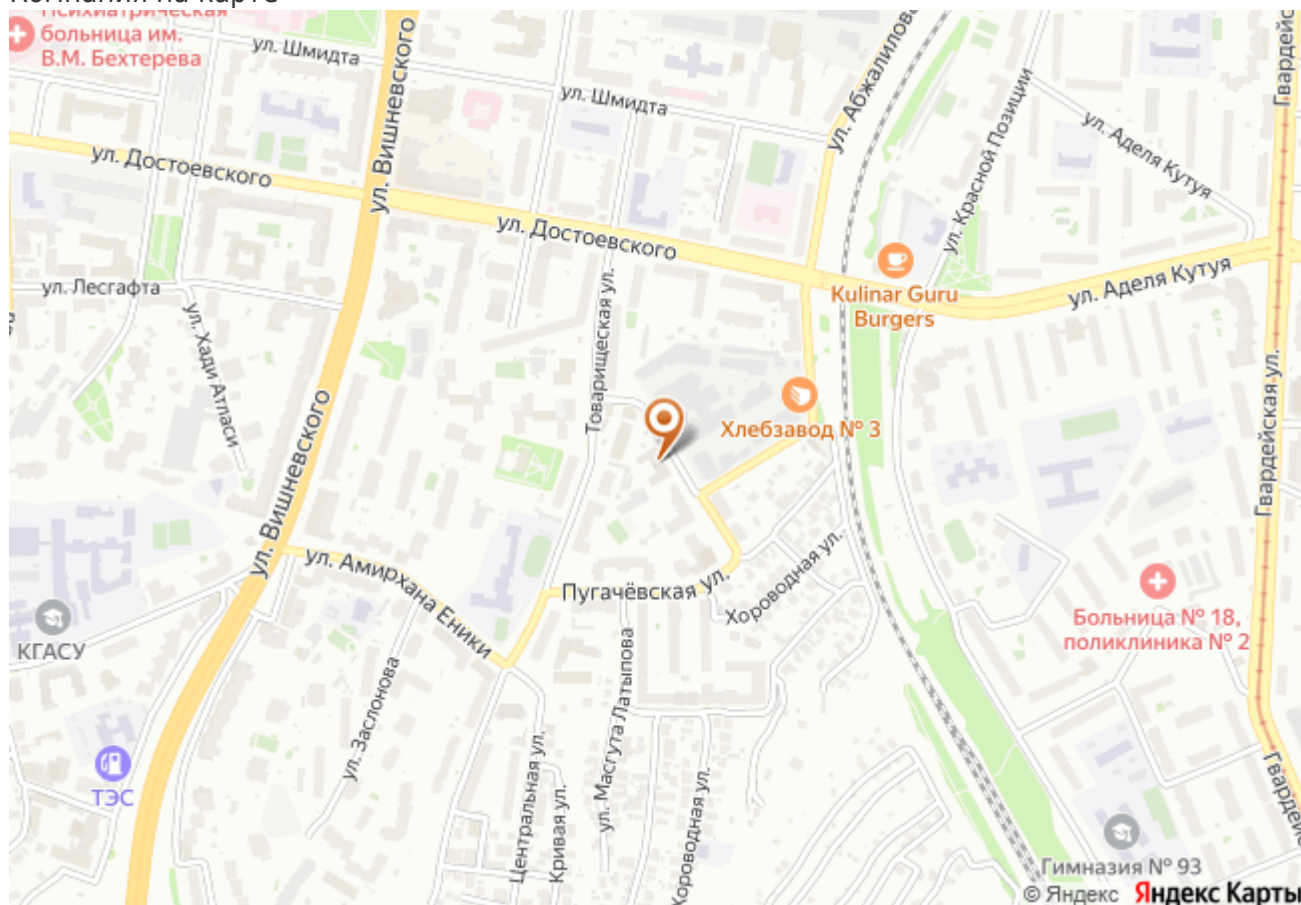 Компания на карте
Психиатрическая
больница им.
В.М. Бехтерева
ул. Шмидта
ул. Вишневского
ул. Шмидта
ул. Абжалилова
ул. Красной Позиции
ул. Аделя Кутуя
ул. Достоевского
ул. Достоевского
ул. Лесгафта
ул. Хади Атласи
Товарищеская ул.
Kulinar Guru
Burgers
ул. Аделя Кутуя
Гвардейская ул.
Хлебзавод № 3
ул. Вишневского
ул. Амирхана Еники
Пугачёвская ул.
Хороводная ул.
КГАСУ
Больница № 18,
поликлиника № 2
ул. Заслонова
ул. Масгута Латыпова
Центральная ул.
Кривая ул.
Хороводная ул.
ТЭС
Гимназия № 93
© Яндекс Яндекс Карты